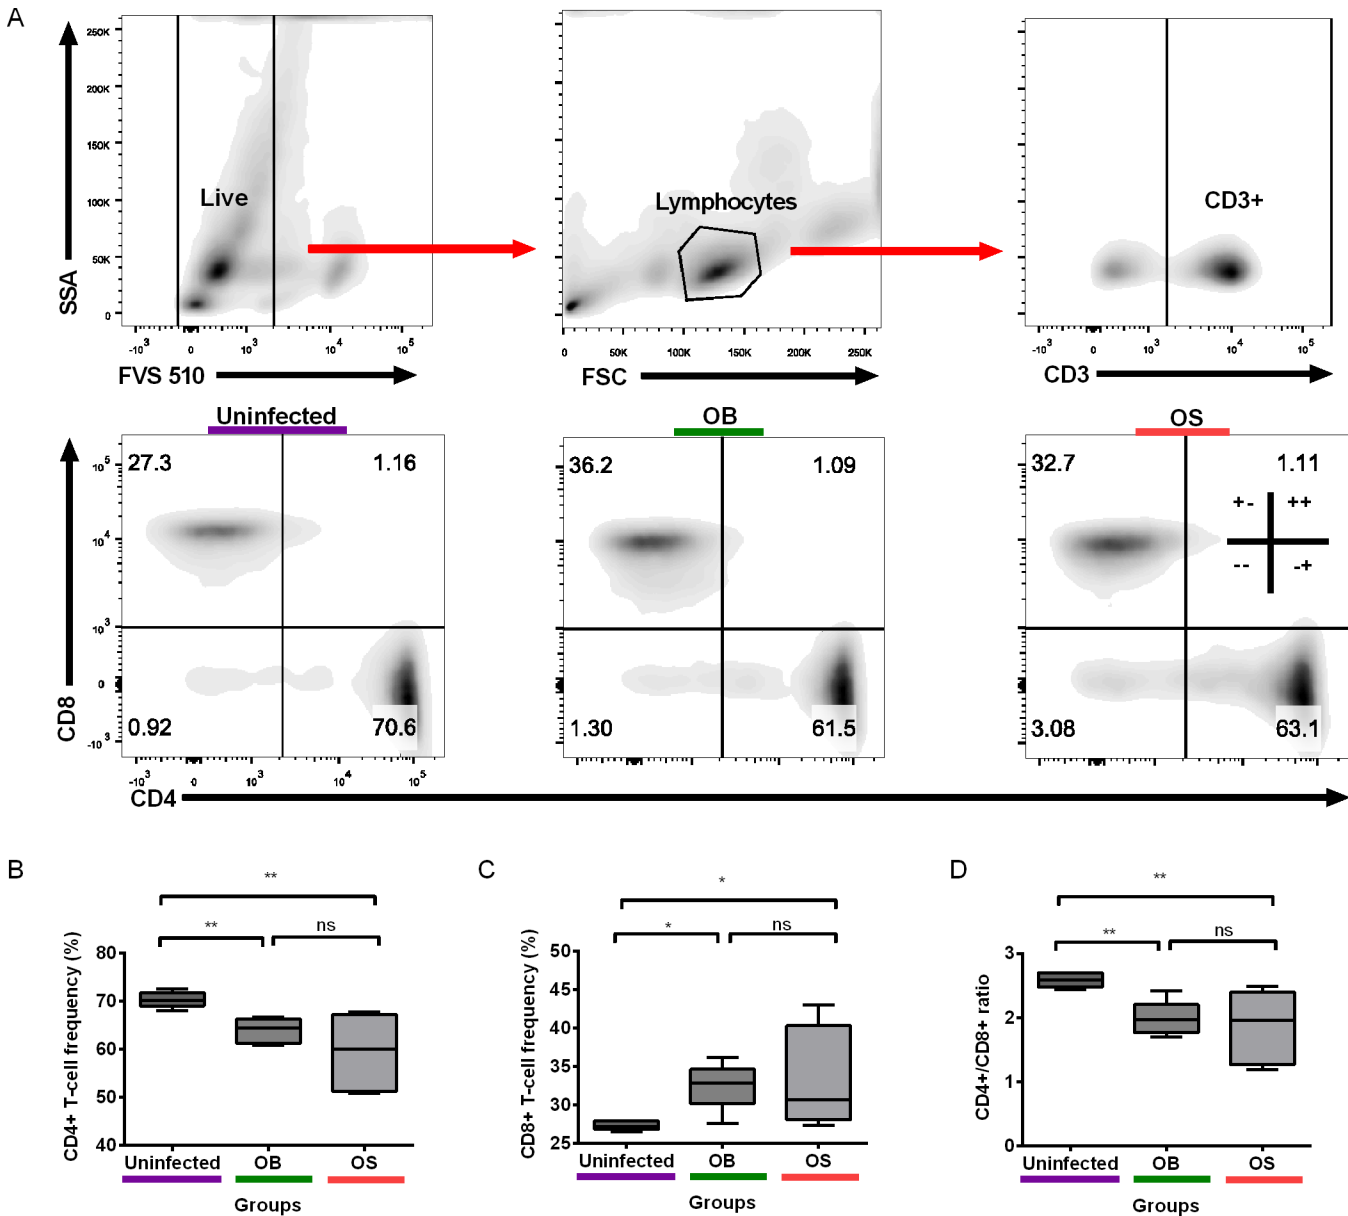 A
SSA
250K
200K
150K
100K
50K
0
Live
-10³ 0 10³ 10⁴ 10⁵
FVS 510
Lymphocytes
0 50K 100K 150K 200K 250K
FSC
CD3+
-10³ 0 10³ 10⁴ 10⁵
CD3
Uninfected
OB
OS
CD8
10⁵
10⁴
10³
0
-10³
27.3 1.16
0.92 70.6
-10³ 0 10³ 10⁴ 10⁵
36.2 1.09
1.30 61.5
32.7 1.11
+- ++
-- -+
3.08 63.1
CD4
B
**
** ns
CD4+ T-cell frequency (%)
80
70
60
50
40
Uninfected OB OS
Groups
C
*
* ns
CD8+ T-cell frequency (%)
50
45
40
35
30
25
Uninfected OB OS
Groups
D
**
** ns
CD4+/CD8+ ratio
3
2
1
0
Uninfected OB OS
Groups